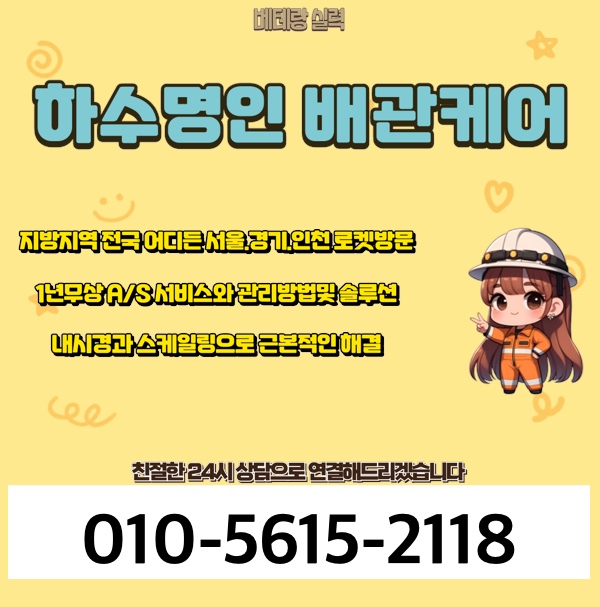 베테랑 실력
하수명인 배관케어
지방지역 전국 어디든 서울,경기,인천 로켓방문
1년무상 A/S 서비스와 관리방법및 솔루션
내시경과 스케일링으로 근본적인 해결
친절한 24시 상담으로 연결해드리겠습니다
010-5615-2118